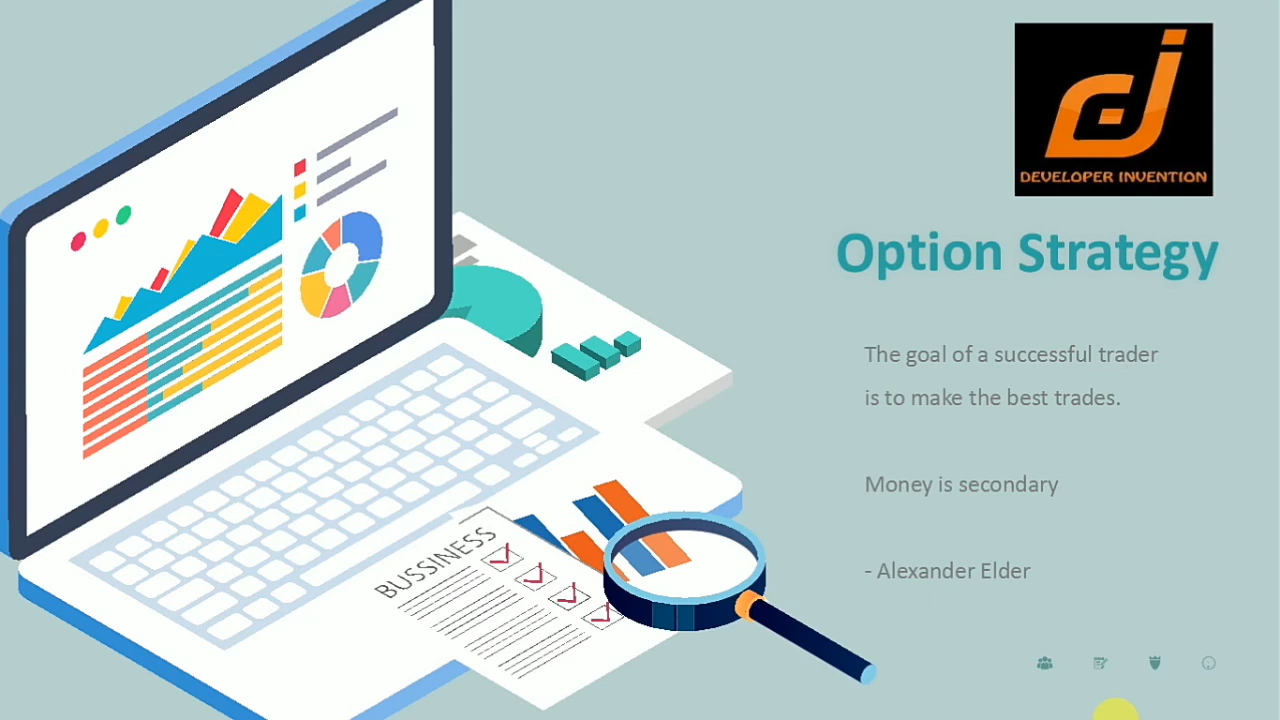 DEVELOPER INVENTION
Option Strategy
The goal of a successful trader
is to make the best trades.
Money is secondary
- Alexander Elder
BUSSINESS